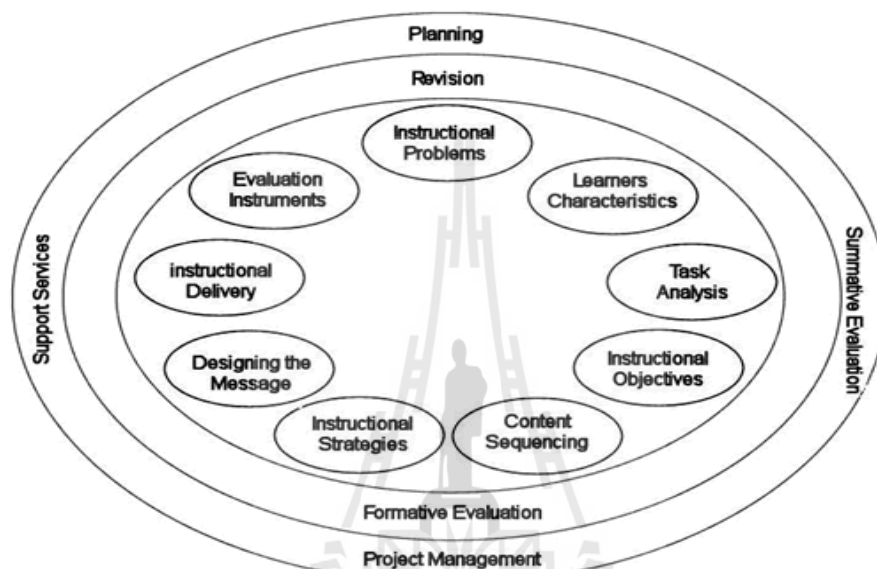 Planning
Revision
Instructional
Problems
Evaluation
Instruments
Learners
Characteristics
instructional
Delivery
Task
Analysis
Support Services
Summative Evaluation
Designing the
Message
Instructional
Objectives
Instructional
Strategies
Content
Sequencing
Formative Evaluation
Project Management